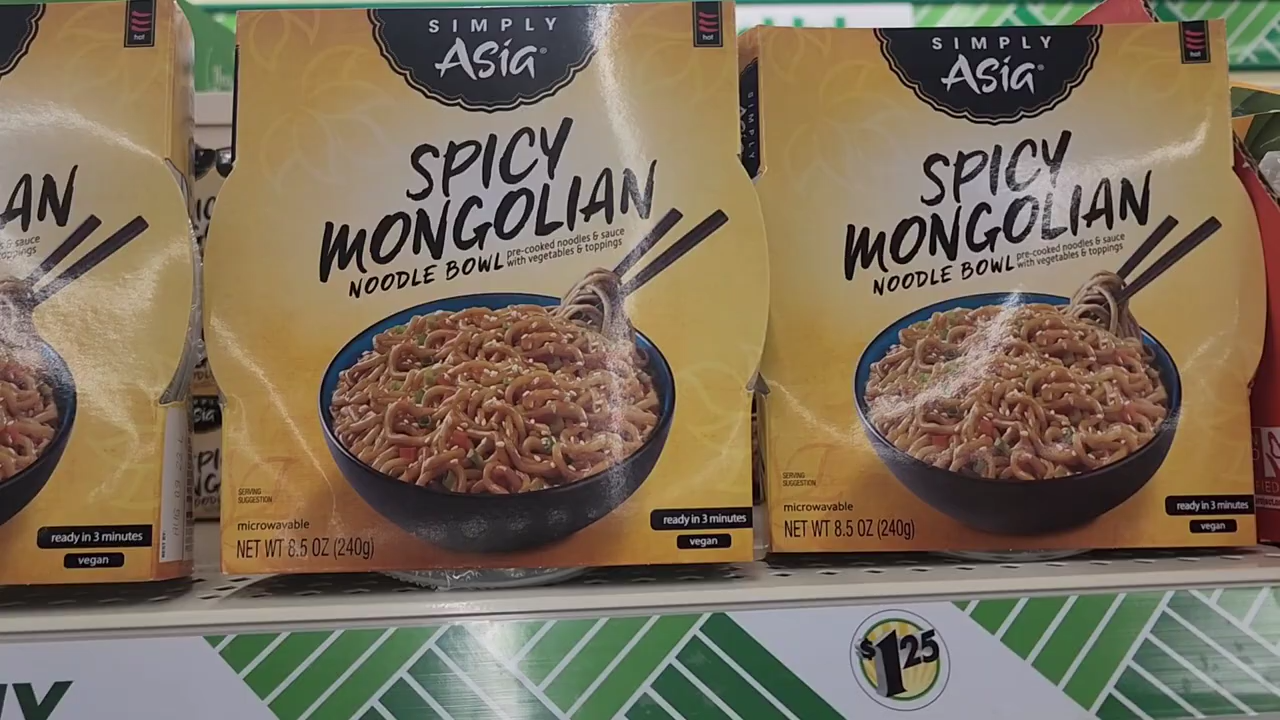 hot
SIMPLY
Asia
hot
SIMPLY
Asia
hot
AN
& sauce
SPICY
MONGOLIAN
NOODLE BOWL
pre-cooked noodles & sauce
with vegetables & toppings
SPICY
MONGOLIAN
NOODLE BOWL
pre-cooked noodles & sauce
with vegetables & toppings
SIMPLY
ready in 3 minutes
vegan
SERVING
SUGGESTION
microwavable
NET WT 8.5 OZ (240g)
ready in 3 minutes
vegan
SERVING
SUGGESTION
microwavable
NET WT 8.5 OZ (240g)
ready in 3 minutes
vegan
$1.25